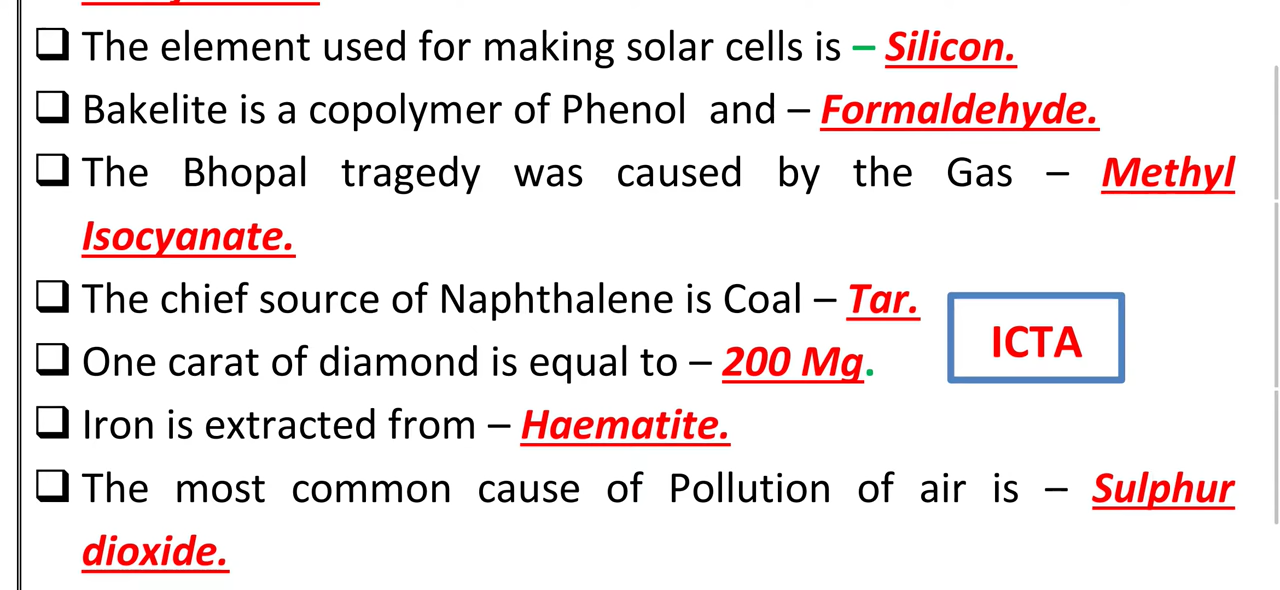 The element used for making solar cells is – Silicon.
Bakelite is a copolymer of Phenol and – Formaldehyde.
The Bhopal tragedy was caused by the Gas – Methyl
Isocyanate.
The chief source of Naphthalene is Coal – Tar.
ICTA
One carat of diamond is equal to – 200 Mg.
Iron is extracted from – Haematite.
The most common cause of Pollution of air is – Sulphur
dioxide.